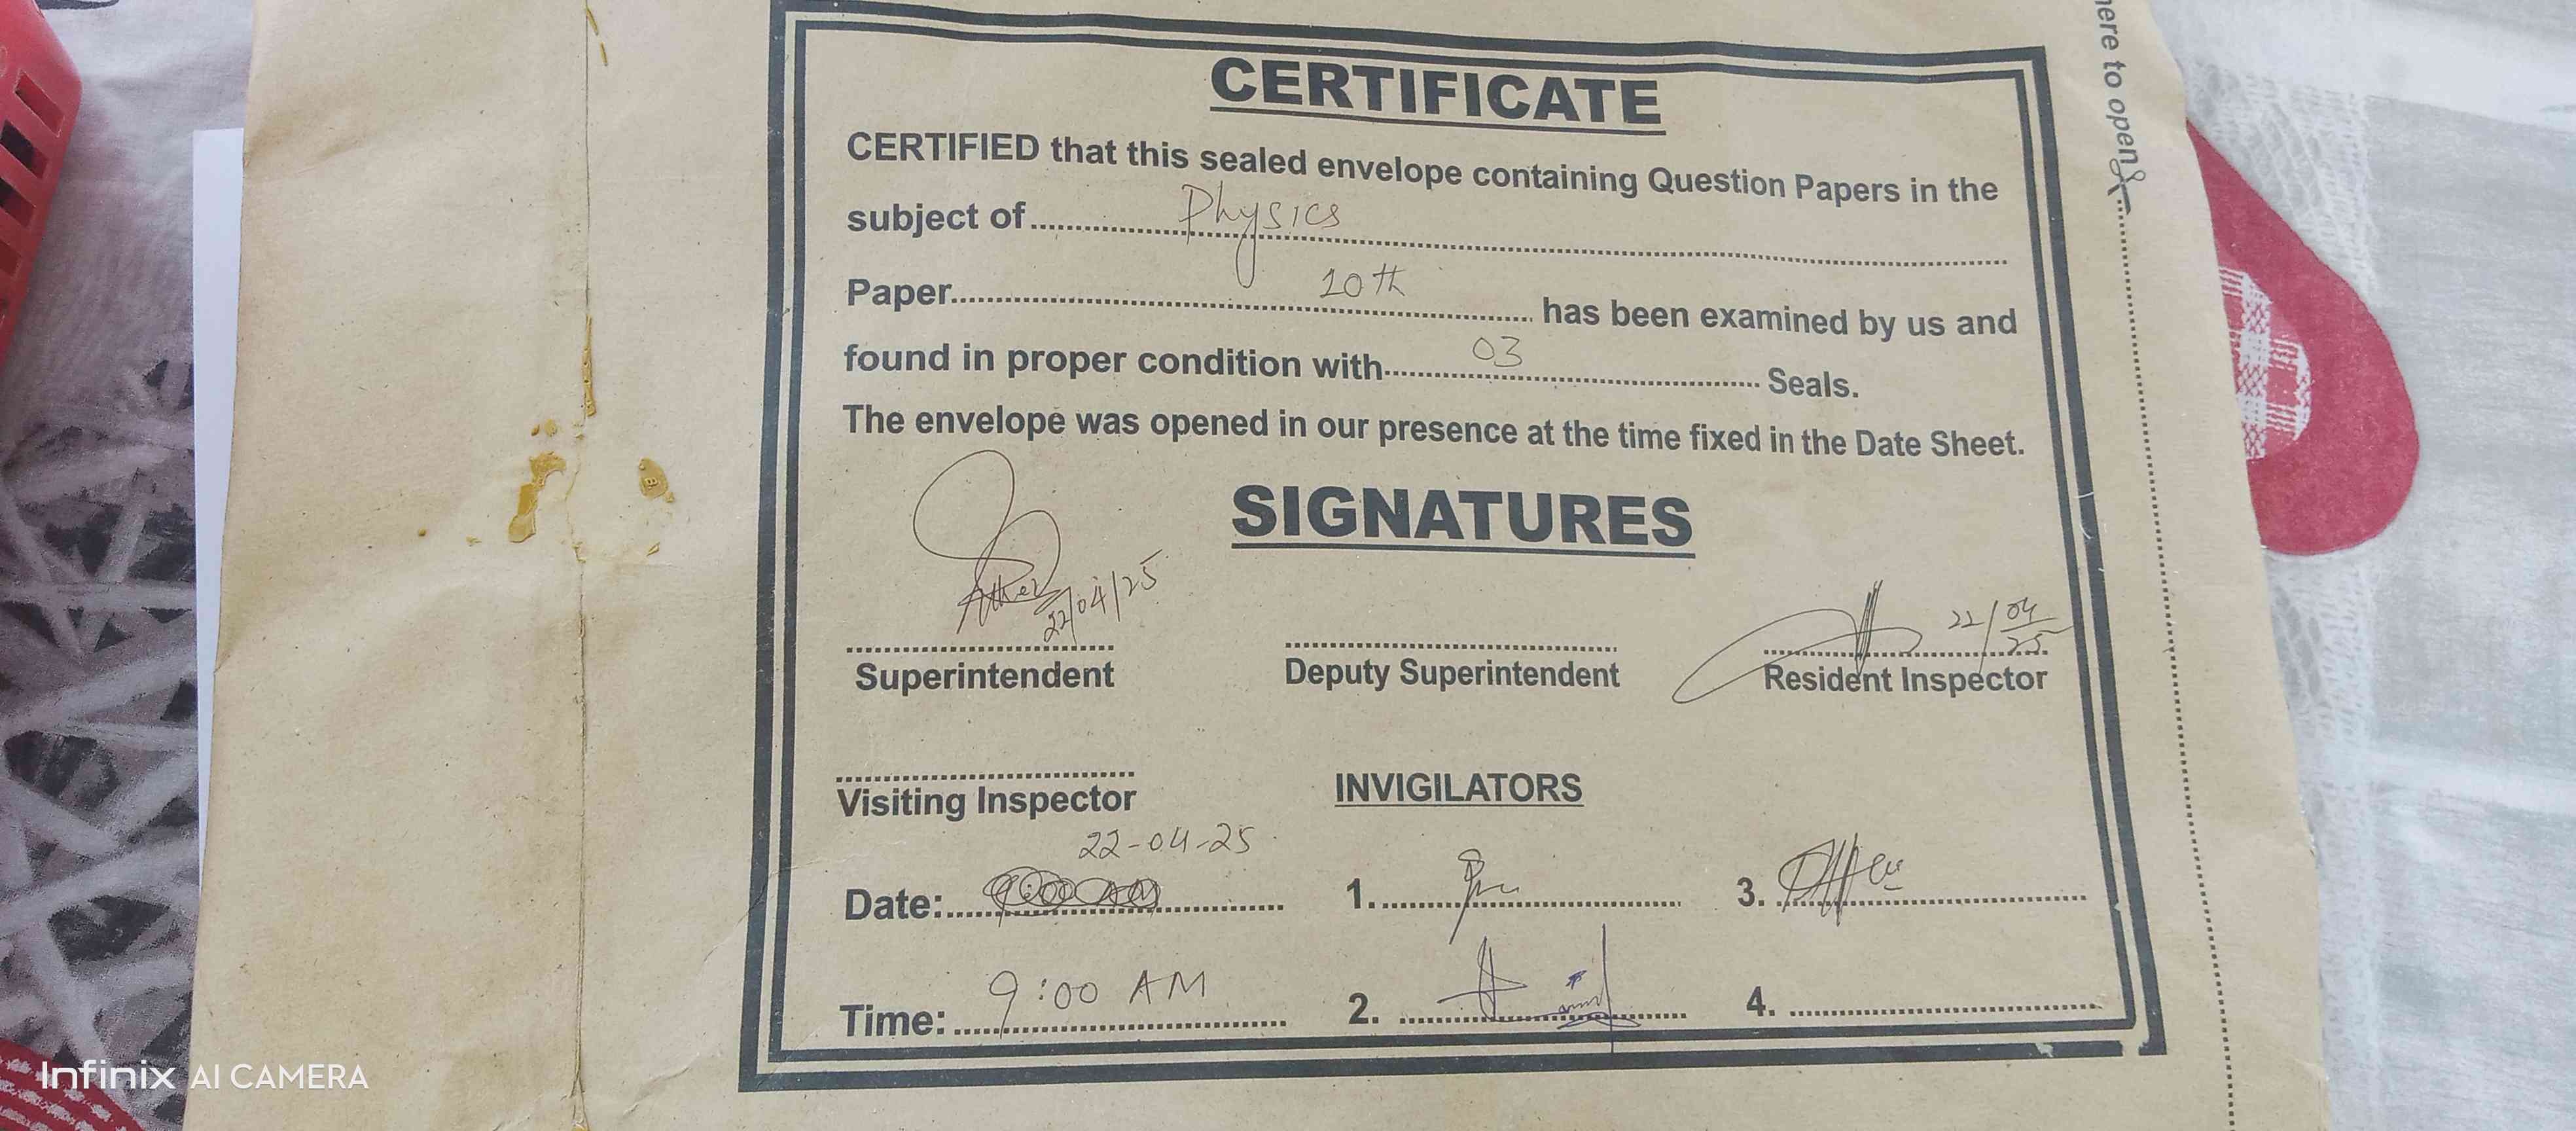 here to open
CERTIFICATE
CERTIFIED that this sealed envelope containing Question Papers in the
subject of Physics
Paper 10th has been examined by us and
found in proper condition with 03 Seals.
The envelope was opened in our presence at the time fixed in the Date Sheet.
SIGNATURES
22/04/25
22/04/25
Superintendent Deputy Superintendent Resident Inspector
Visiting Inspector INVIGILATORS
22-04-25
Date: 1. 3.
Time: 9:00 AM 2. 4.
Infinix AI CAMERA